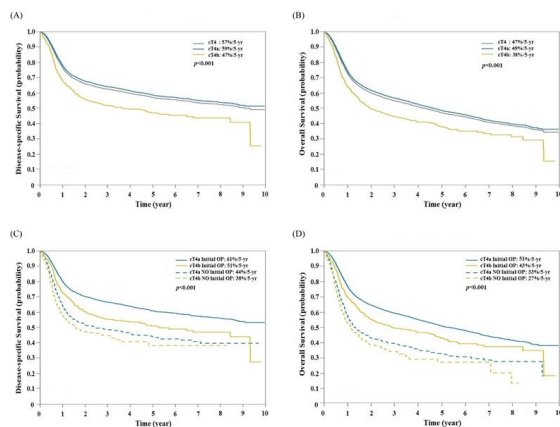 (A)
cT4 : 57%/5-yr
cT4a: 59%/5-yr
cT4b: 47%/5-yr
p<0.001
Disease-specific Survival (probability)
1
0.9
0.8
0.7
0.6
0.5
0.4
0.3
0.2
0.1
0
0 1 2 3 4 5 6 7 8 9 10
Time (year)
(B)
cT4 : 47%/5-yr
cT4a: 49%/5-yr
cT4b: 38%/5-yr
p<0.001
Overall Survival (probability)
1
0.9
0.8
0.7
0.6
0.5
0.4
0.3
0.2
0.1
0
0 1 2 3 4 5 6 7 8 9 10
Time (year)
(C)
cT4a Initial OP: 61%/5-yr
cT4b Initial OP: 51%/5-yr
cT4a NO Initial OP: 44%/5-yr
cT4b NO Initial OP: 38%/5-yr
p<0.001
Disease-specific Survival (probability)
1
0.9
0.8
0.7
0.6
0.5
0.4
0.3
0.2
0.1
0
0 1 2 3 4 5 6 7 8 9 10
Time (year)
(D)
cT4a Initial OP: 51%/5-yr
cT4b Initial OP: 43%/5-yr
cT4a NO Initial OP: 33%/5-yr
cT4b NO Initial OP: 27%/5-yr
p<0.001
Overall Survival (probability)
1
0.9
0.8
0.7
0.6
0.5
0.4
0.3
0.2
0.1
0
0 1 2 3 4 5 6 7 8 9 10
Time (year)